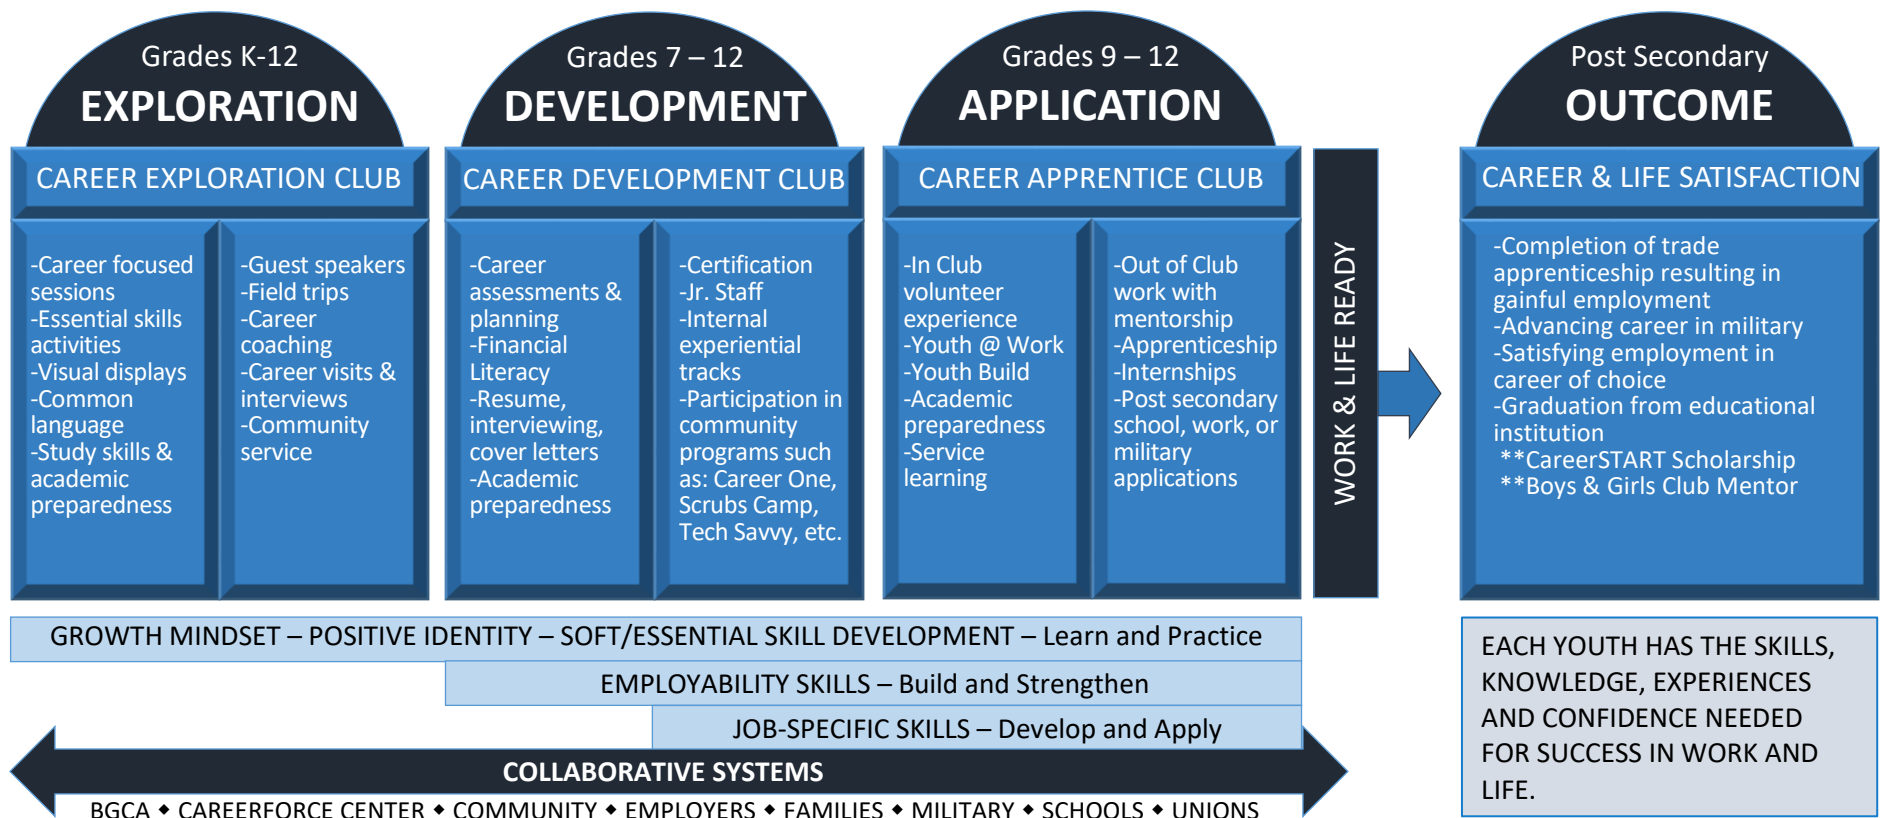 Grades K-12
EXPLORATION
CAREER EXPLORATION CLUB
-Career focused
sessions
-Essential skills
activities
-Visual displays
-Common
language
-Study skills &
academic
preparedness
-Guest speakers
-Field trips
-Career
coaching
-Career visits &
interviews
-Community
service
Grades 7 – 12
DEVELOPMENT
CAREER DEVELOPMENT CLUB
-Career
assessments &
planning
-Financial
Literacy
-Resume,
interviewing,
cover letters
-Academic
preparedness
-Certification
-Jr. Staff
-Internal
experiential
tracks
-Participation in
community
programs such
as: Career One,
Scrubs Camp,
Tech Savvy, etc.
Grades 9 – 12
APPLICATION
CAREER APPRENTICE CLUB
-In Club
volunteer
experience
-Youth @ Work
-Youth Build
-Academic
preparedness
-Service
learning
-Out of Club
work with
mentorship
-Apprenticeship
-Internships
-Post secondary
school, work, or
military
applications
WORK & LIFE READY
Post Secondary
OUTCOME
CAREER & LIFE SATISFACTION
-Completion of trade
apprenticeship resulting in
gainful employment
-Advancing career in military
-Satisfying employment in
career of choice
-Graduation from educational
institution
**CareerSTART Scholarship
**Boys & Girls Club Mentor
GROWTH MINDSET – POSITIVE IDENTITY – SOFT/ESSENTIAL SKILL DEVELOPMENT – Learn and Practice
EMPLOYABILITY SKILLS – Build and Strengthen
JOB-SPECIFIC SKILLS – Develop and Apply
COLLABORATIVE SYSTEMS
BGCA ◆ CAREERFORCE CENTER ◆ COMMUNITY ◆ EMPLOYERS ◆ FAMILIES ◆ MILITARY ◆ SCHOOLS ◆ UNIONS
EACH YOUTH HAS THE SKILLS,
KNOWLEDGE, EXPERIENCES
AND CONFIDENCE NEEDED
FOR SUCCESS IN WORK AND
LIFE.